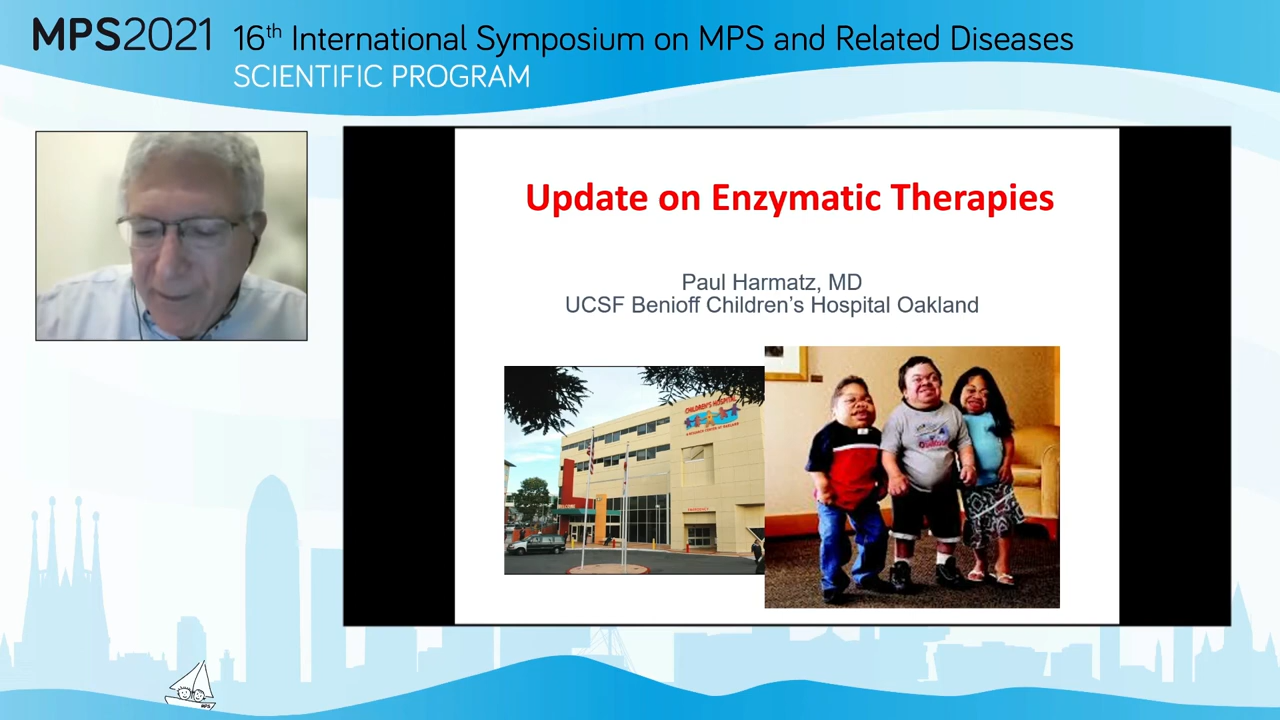 MPS2021 16th International Symposium on MPS and Related Diseases
SCIENTIFIC PROGRAM
Update on Enzymatic Therapies
Paul Harmatz, MD
UCSF Benioff Children's Hospital Oakland
CHILDREN'S HOSPITAL
MPS